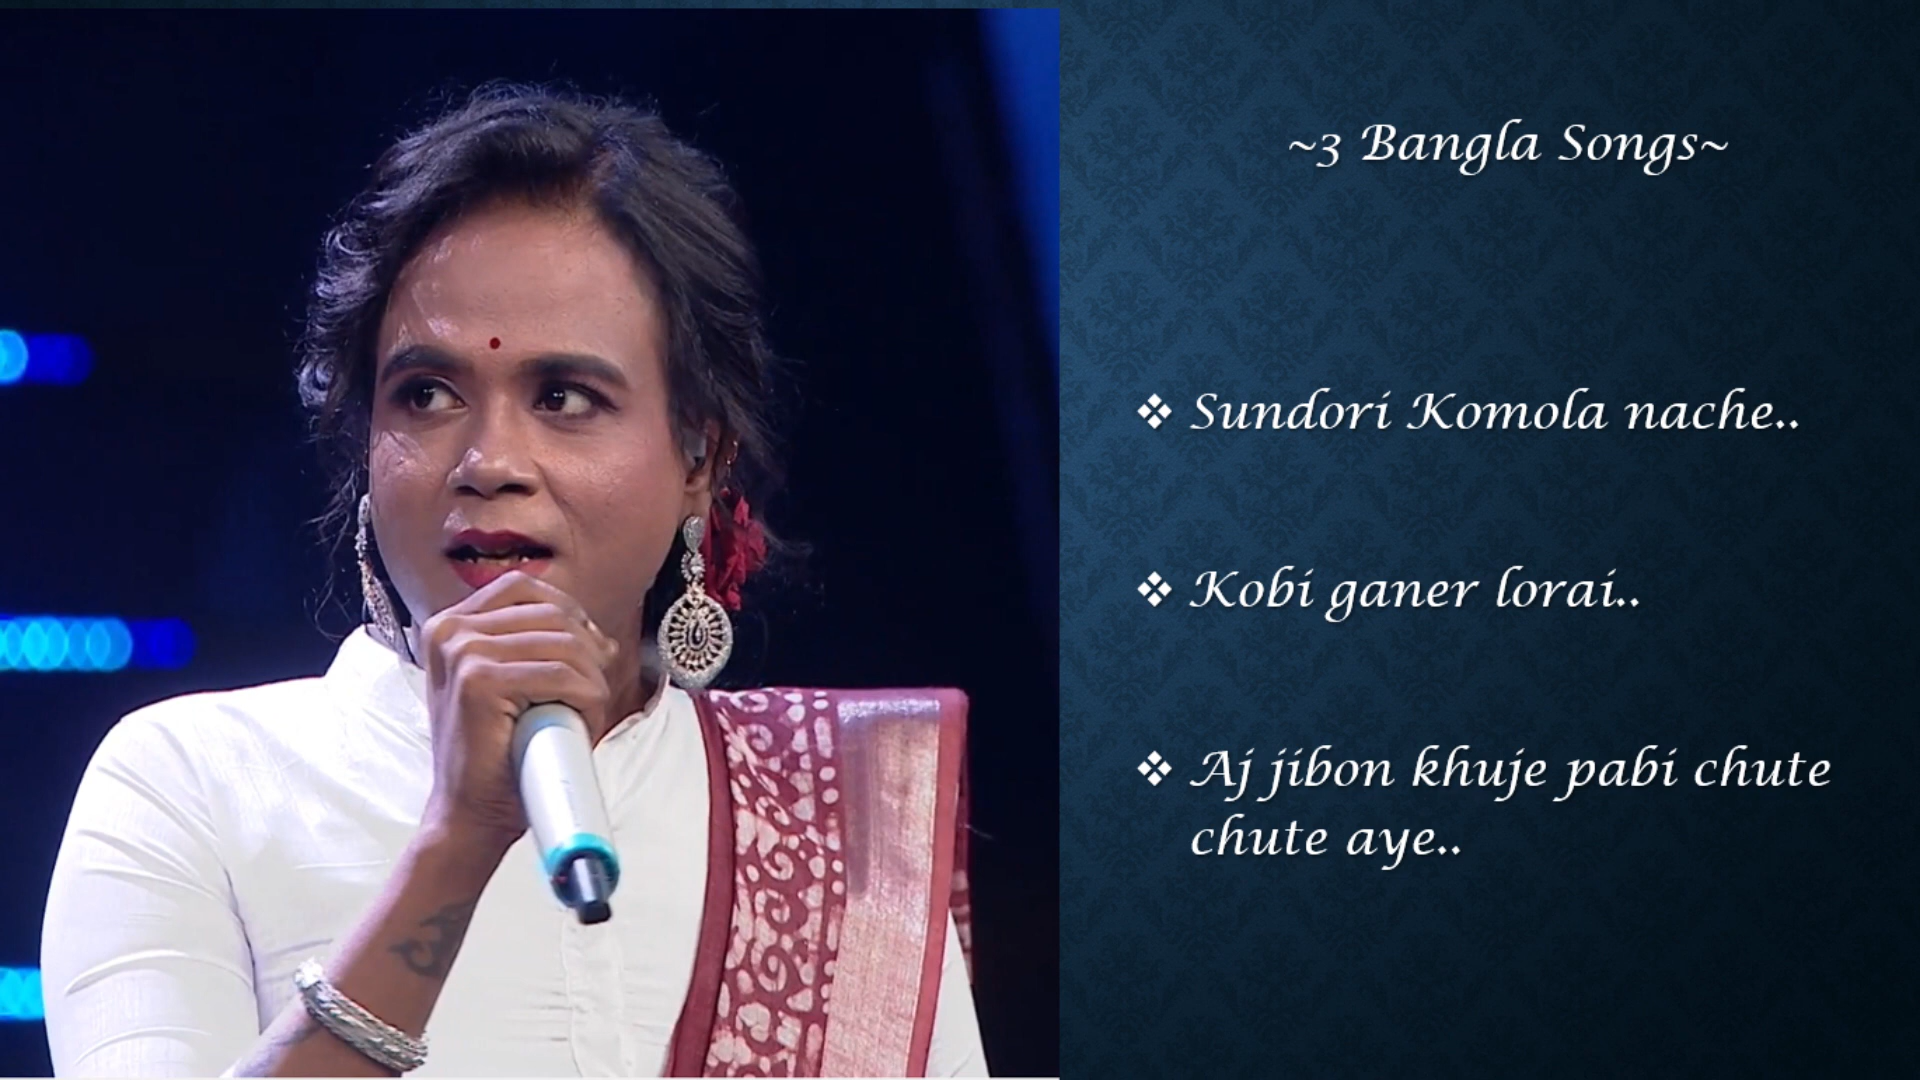 ~3 Bangla Songs~
❖ Sundori Komola nache..
❖ Kobi ganer lorai..
❖ Aj jibon khuje pabi chute
chute aye..